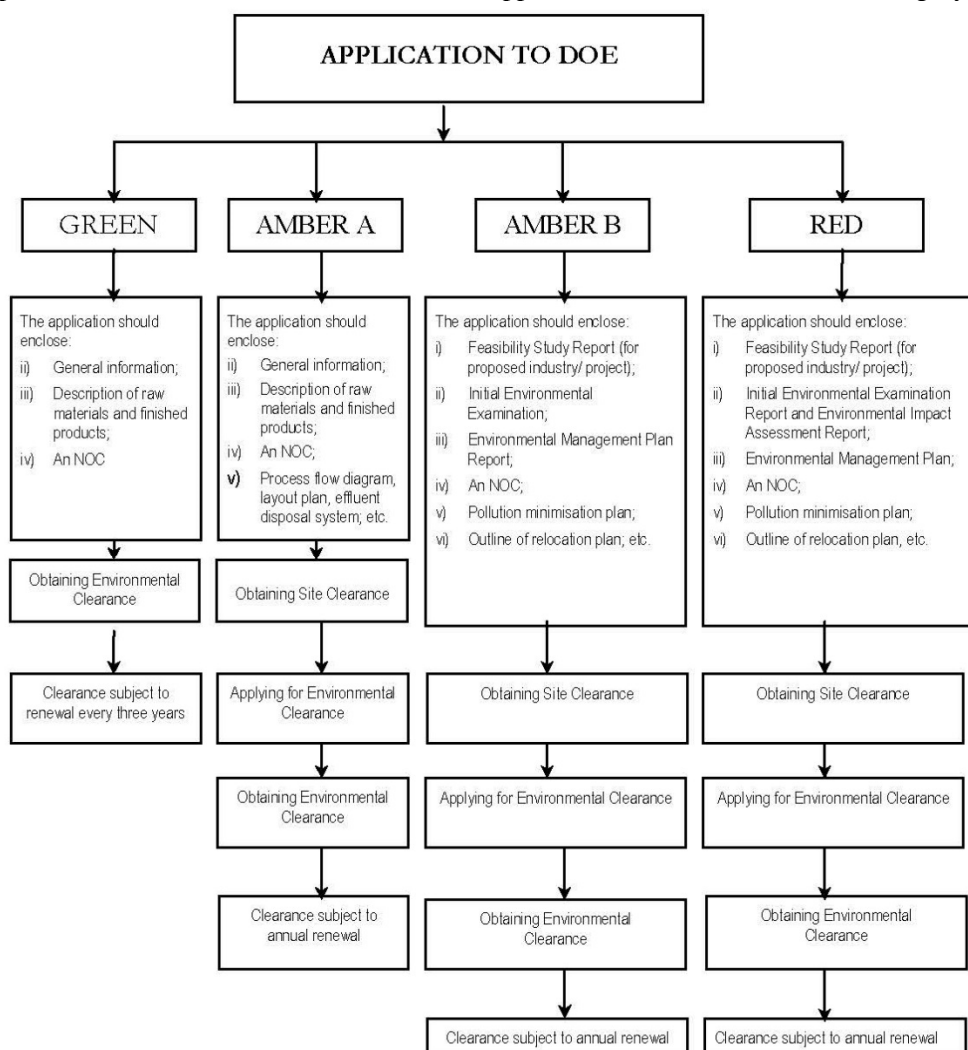 APPLICATION TO DOE
GREEN
AMBER A
AMBER B
RED
The application should
enclose:
ii) General information;
iii) Description of raw
materials and finished
products;
iv) An NOC
The application should
enclose:
ii) General information;
iii) Description of raw
materials and finished
products;
iv) An NOC;
v) Process flow diagram,
layout plan, effluent
disposal system; etc.
The application should enclose:
i) Feasibility Study Report (for
proposed industry/ project);
ii) Initial Environmental
Examination;
iii) Environmental Management Plan
Report;
iv) An NOC;
v) Pollution minimisation plan;
vi) Outline of relocation plan; etc.
The application should enclose:
i) Feasibility Study Report (for
proposed industry/ project);
ii) Initial Environmental Examination
Report and Environmental Impact
Assessment Report;
iii) Environmental Management Plan;
iv) An NOC;
v) Pollution minimisation plan;
vi) Outline of relocation plan, etc.
Obtaining Environmental
Clearance
Obtaining Site Clearance
Clearance subject to
renewal every three years
Applying for Environmental
Clearance
Obtaining Site Clearance
Obtaining Site Clearance
Obtaining Environmental
Clearance
Applying for Environmental Clearance
Applying for Environmental Clearance
Clearance subject to
annual renewal
Obtaining Environmental
Clearance
Obtaining Environmental
Clearance
Clearance subject to annual renewal
Clearance subject to annual renewal